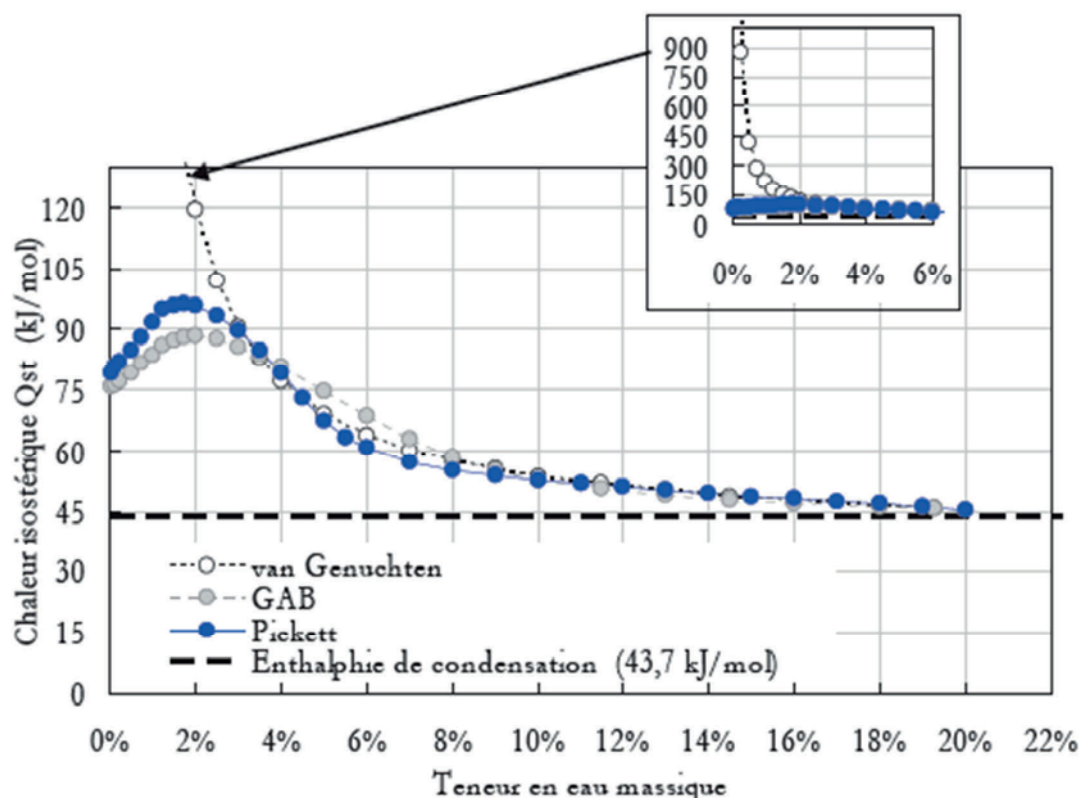 900
750
600
450
300
150
0
0% 2% 4% 6%
Chaleur isostérique Qst (kJ/mol)
120
105
90
75
60
45
30
15
0
van Genuchten
GAB
Pickett
Enthalphie de condensation (43,7 kJ/mol)
0% 2% 4% 6% 8% 10% 12% 14% 16% 18% 20% 22%
Teneur en eau massique